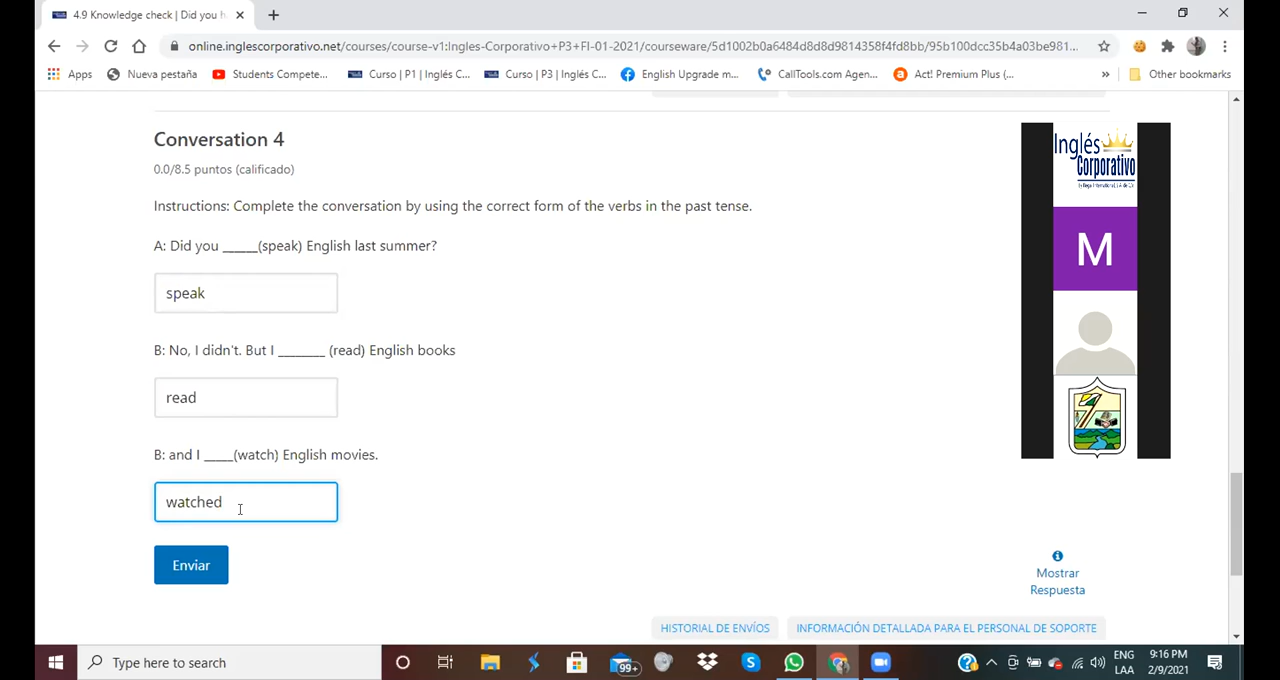 4.9 Knowledge check | Did you h
online.inglescorporativo.net/courses/course-v1:Ingles-Corporativo+P3+FI-01-2021/courseware/5d1002b0a6484d8d8d9814358f4fd8bb/95b100dcc35b4a03be981...
Apps Nueva pestaña Students Compete... Curso | P1 | Inglés C... Curso | P3 | Inglés C... English Upgrade m... CallTools.com Agen... Act! Premium Plus (... » Other bookmarks
Conversation 4
0.0/8.5 puntos (calificado)
Instructions: Complete the conversation by using the correct form of the verbs in the past tense.
A: Did you ______(speak) English last summer?
speak
B: No, I didn't. But I ________ (read) English books
read
B: and I _____(watch) English movies.
watched
Enviar
Inglés
Corporativo
M
Mostrar
Respuesta
HISTORIAL DE ENVÍOS INFORMACIÓN DETALLADA PARA EL PERSONAL DE SOPORTE
Type here to search
99+
ENG
LAA
9:16 PM
2/9/2021